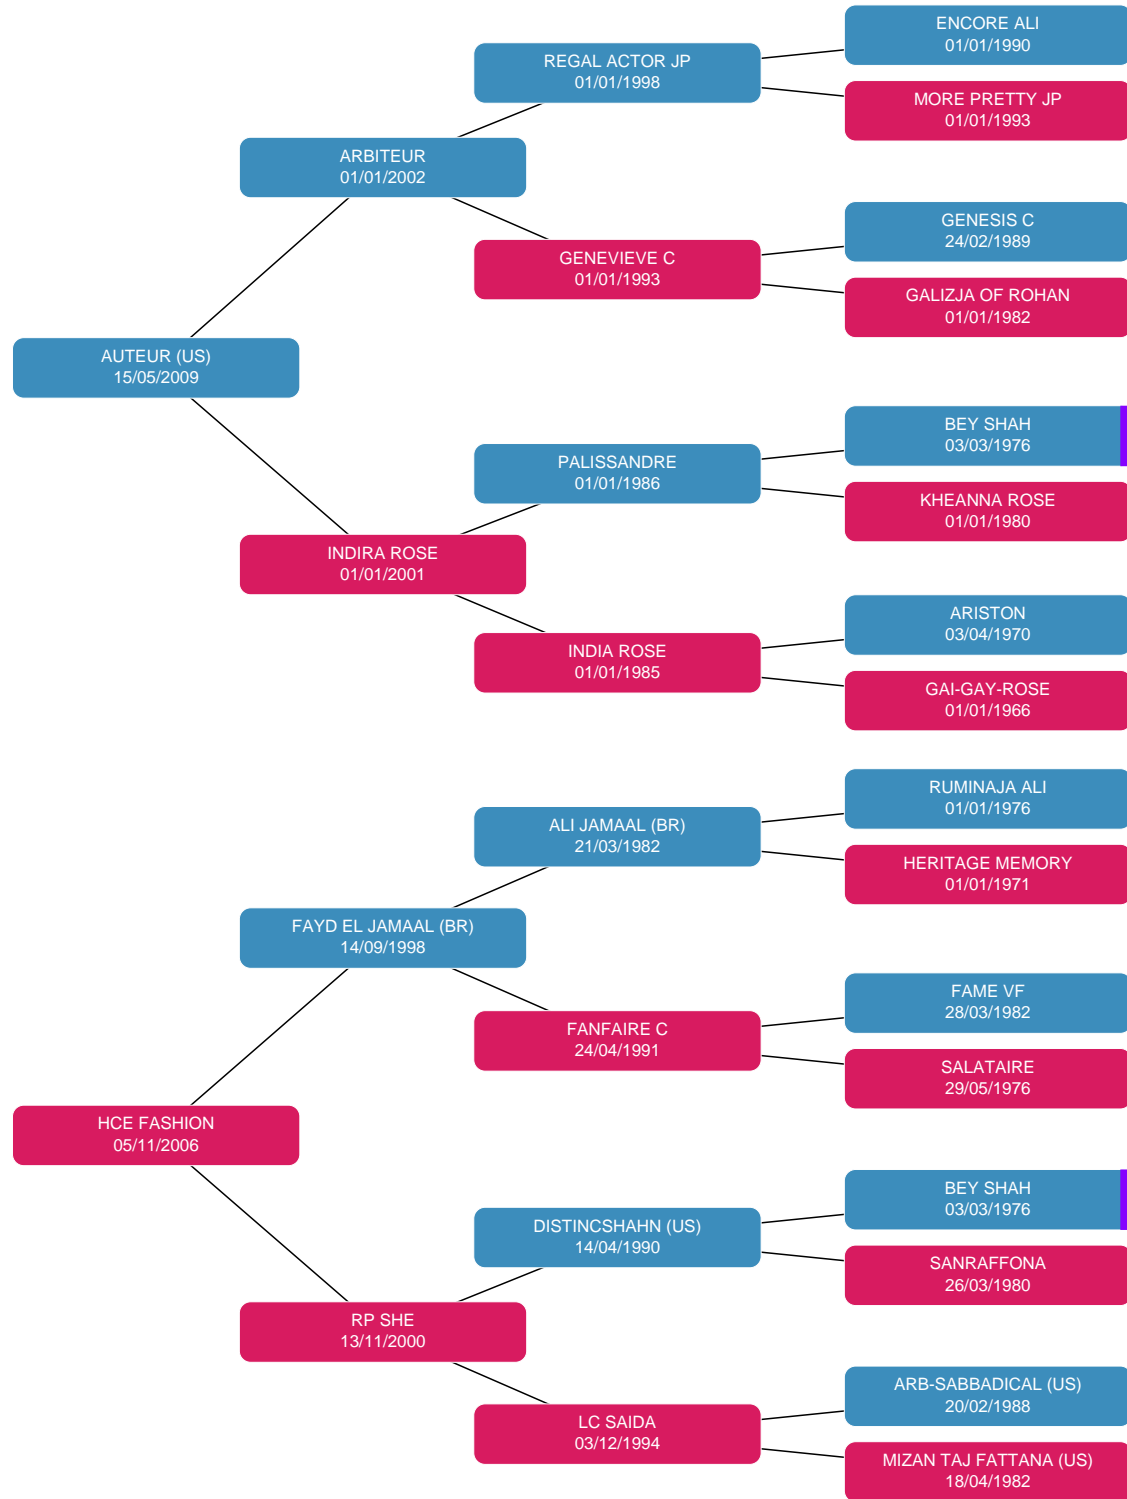 ENCORE ALI
01/01/1990
REGAL ACTOR JP
01/01/1998
MORE PRETTY JP
01/01/1993
ARBITEUR
01/01/2002
GENESIS C
24/02/1989
GENEVIEVE C
01/01/1993
GALIZJA OF ROHAN
01/01/1982
AUTEUR (US)
15/05/2009
BEY SHAH
03/03/1976
PALISSANDRE
01/01/1986
KHEANNA ROSE
01/01/1980
INDIRA ROSE
01/01/2001
ARISTON
03/04/1970
INDIA ROSE
01/01/1985
GAI-GAY-ROSE
01/01/1966
RUMINAJA ALI
01/01/1976
ALI JAMAAL (BR)
21/03/1982
HERITAGE MEMORY
01/01/1971
FAYD EL JAMAAL (BR)
14/09/1998
FAME VF
28/03/1982
FANFAIRE C
24/04/1991
SALATAIRE
29/05/1976
HCE FASHION
05/11/2006
BEY SHAH
03/03/1976
DISTINCSHAHN (US)
14/04/1990
SANRAFFONA
26/03/1980
RP SHE
13/11/2000
ARB-SABBADICAL (US)
20/02/1988
LC SAIDA
03/12/1994
MIZAN TAJ FATTANA (US)
18/04/1982